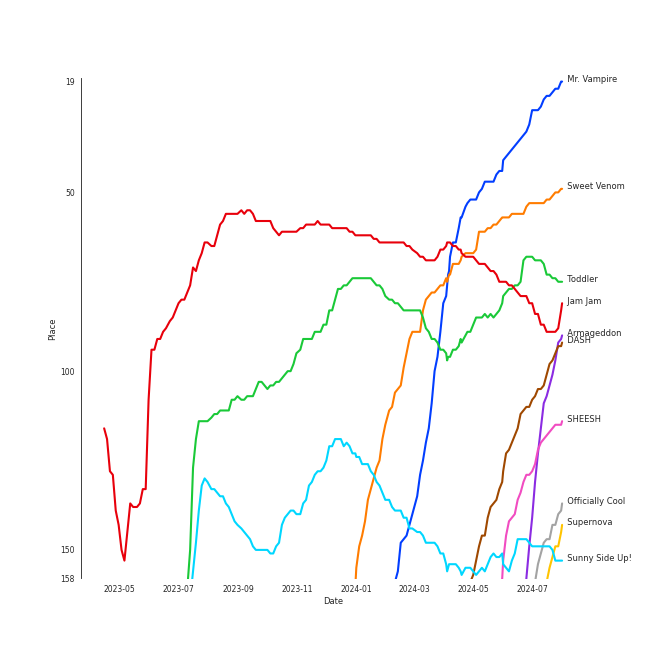 19
Mr. Vampire
50
Sweet Venom
Toddler
Jam Jam
Armageddon
DASH
Place
100
SHEESH
Officially Cool
Supernova
150
Sunny Side Up!
158
2023-05 2023-07 2023-09 2023-11 2024-01 2024-03 2024-05 2024-07
Date